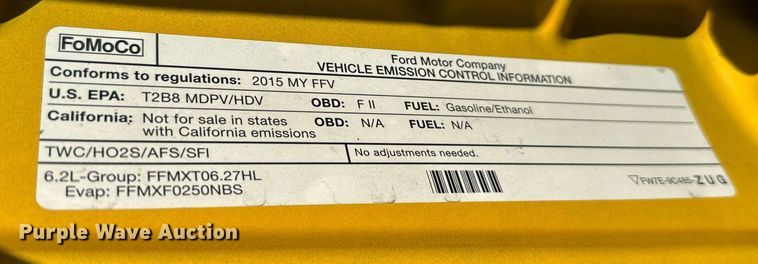 FoMoCo
Ford Motor Company
VEHICLE EMISSION CONTROL INFORMATION
Conforms to regulations: 2015 MY FFV
U.S. EPA: T2B8 MDPV/HDV OBD: F II FUEL: Gasoline/Ethanol
California: Not for sale in states OBD: N/A FUEL: N/A
with California emissions
TWC/HO2S/AFS/SFI No adjustments needed.
6.2L-Group: FFMXT06.27HL
Evap: FFMXF0250NBS
FW7E-9C485-ZUG
Purple Wave Auction